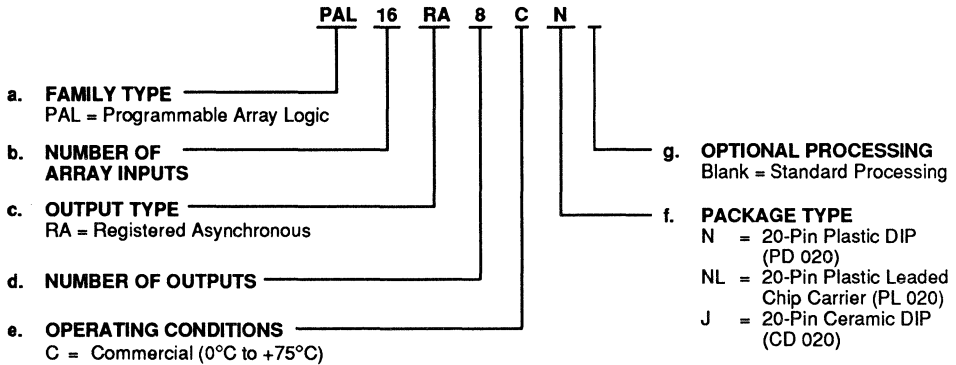 PAL 16 RA 8 C N
a. FAMILY TYPE
PAL = Programmable Array Logic
b. NUMBER OF
ARRAY INPUTS
c. OUTPUT TYPE
RA = Registered Asynchronous
d. NUMBER OF OUTPUTS
e. OPERATING CONDITIONS
C = Commercial (0°C to +75°C)
g. OPTIONAL PROCESSING
Blank = Standard Processing
f. PACKAGE TYPE
N = 20-Pin Plastic DIP
(PD 020)
NL = 20-Pin Plastic Leaded
Chip Carrier (PL 020)
J = 20-Pin Ceramic DIP
(CD 020)